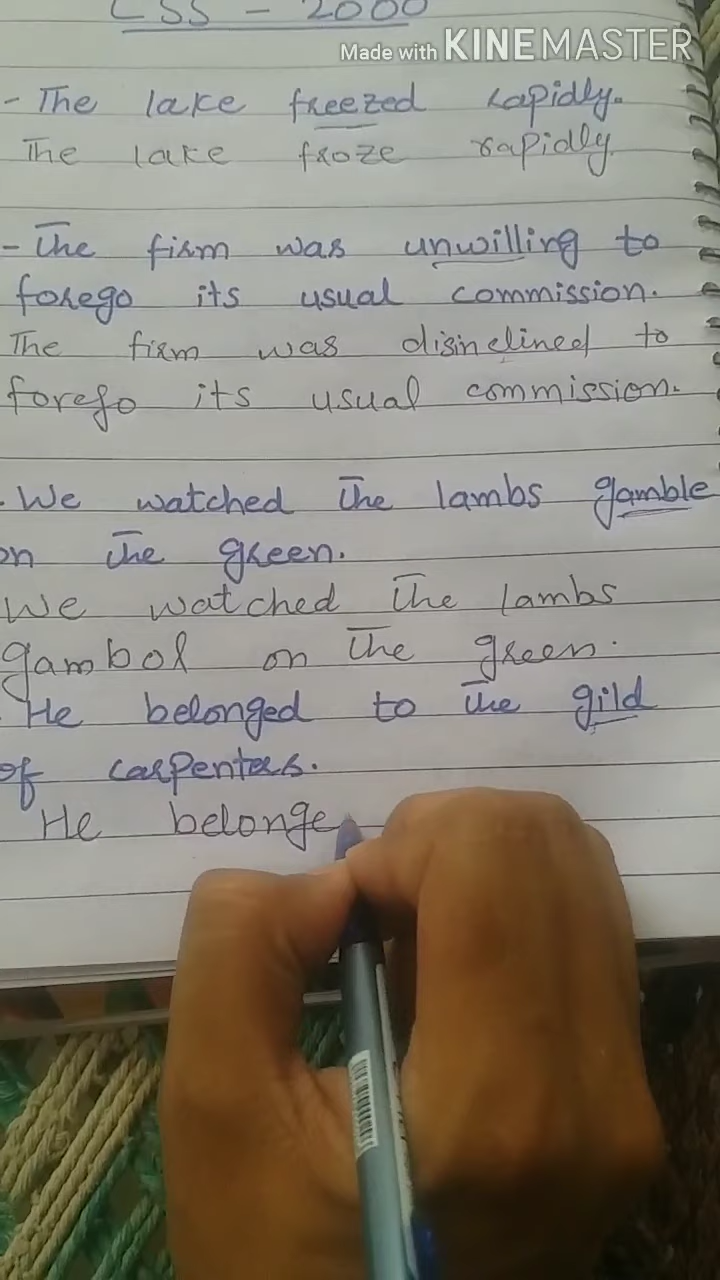 CSS - 2000
Made with KINEMASTER
- The lake freezed rapidly.
The lake froze rapidly
- The firm was unwilling to
forego its usual commission.
The firm was disinclined to
forego its usual commission.
. We watched the lambs gamble
on the green.
We watched the lambs
gambol on the green.
. He belonged to the gild
of carpenters.
He belonge